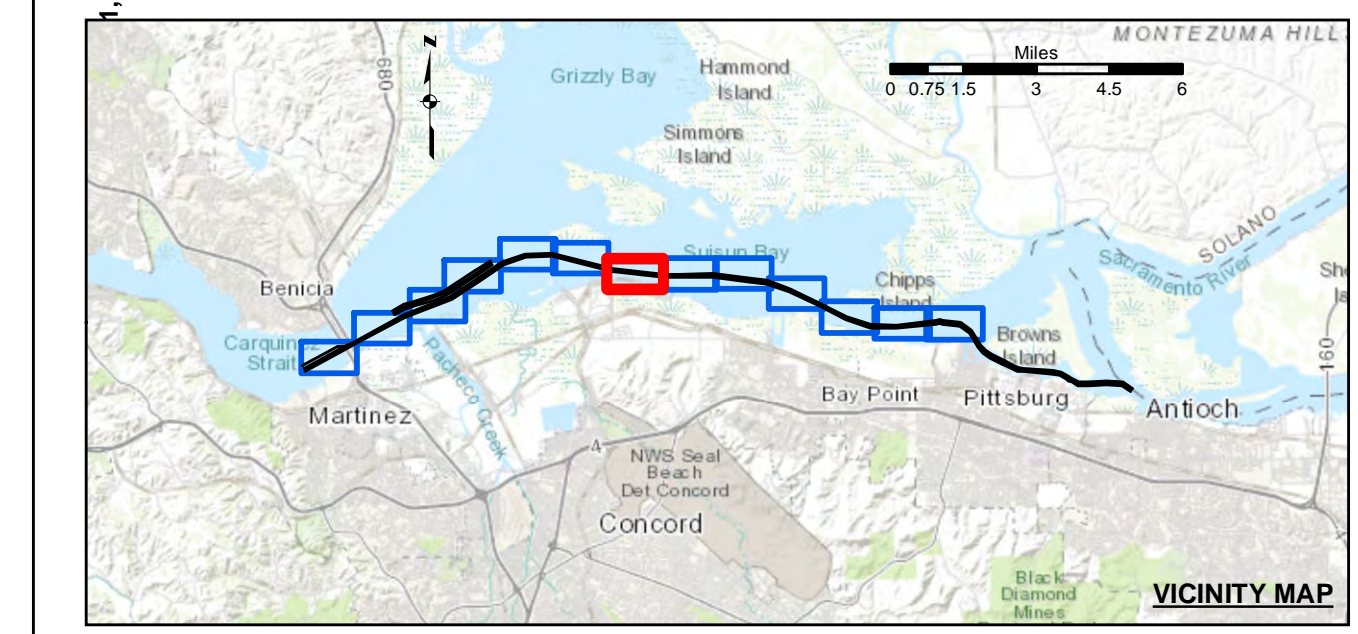 MONTEZUMA HILL
N
Miles
0 0.75 1.5 3 4.5 6
680
Grizzly Bay
Hammond
Island
Simmons
Island
SOLANO
Suisun Bay
Sacramento River
Benicia
Chipps
Island
Carquinez
Strait
Browns
Island
160
Pacheco Creek
Martinez
Bay Point
Pittsburg
Antioch
4
NWS Seal
Beach
Det Concord
Concord
Black
Diamond
Mines
VICINITY MAP